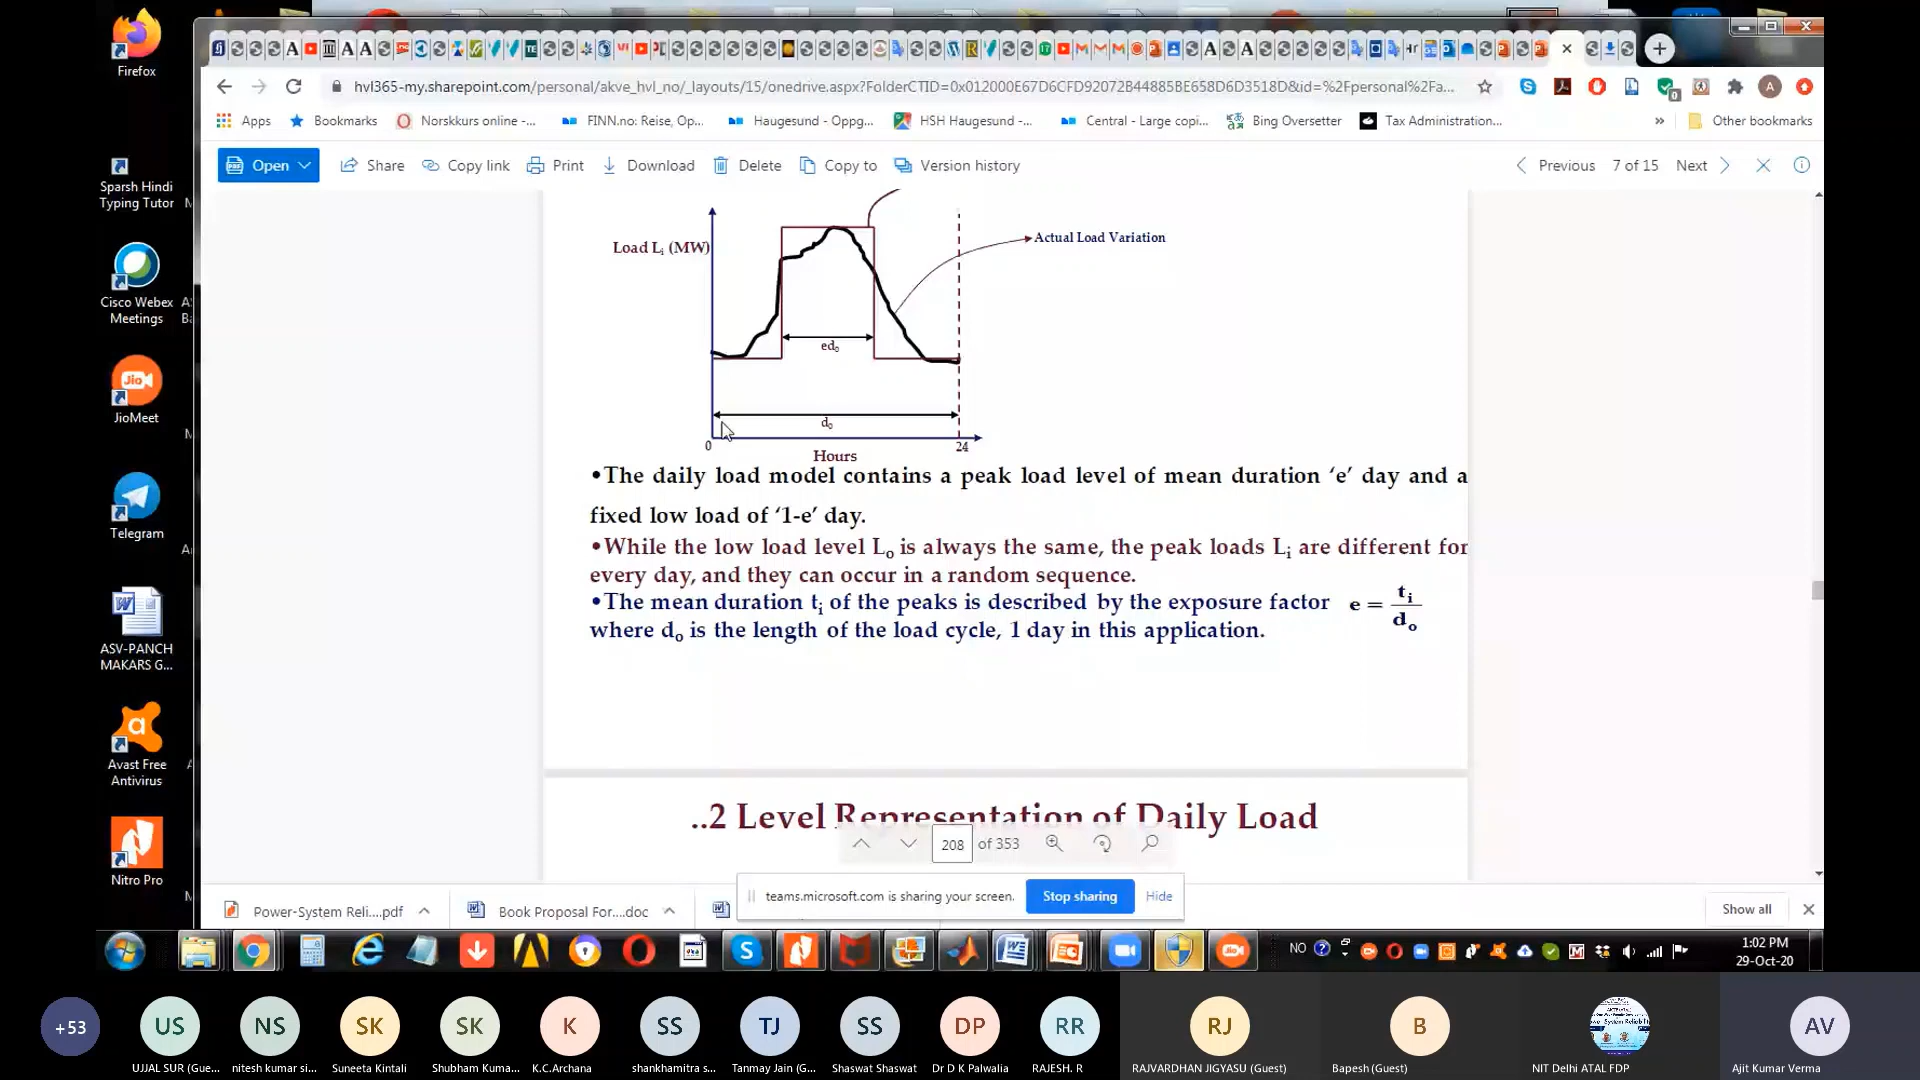 Firefox
Sparsh Hindi
Typing Tutor
Cisco Webex
Meetings
JioMeet
Telegram
ASV-PANCH
MAKARS G...
Avast Free
Antivirus
Nitro Pro
hvl365-my.sharepoint.com/personal/akve_hvl_no/_layouts/15/onedrive.aspx?FolderCTID=0x012000E67D6CFD92072B44885BE658D6D3518D&id=%2Fpersonal%2Fa...
Apps
Bookmarks
Norskkurs online -...
FINN.no: Reise, Op...
Haugesund - Oppg...
HSH Haugesund -...
Central - Large copi...
Bing Oversetter
Tax Administration...
»
Other bookmarks
Open
Share
Copy link
Print
Download
Delete
Copy to
Version history
Previous
7 of 15
Next
Load Li (MW)
Actual Load Variation
edo
do
0
24
Hours
•The daily load model contains a peak load level of mean duration ‘e’ day and a
fixed low load of ‘1-e’ day.
•While the low load level Lo is always the same, the peak loads Li are different for
every day, and they can occur in a random sequence.
•The mean duration ti of the peaks is described by the exposure factor e = ti / do
where do is the length of the load cycle, 1 day in this application.
..2 Level Representation of Daily Load
208 of 353
teams.microsoft.com is sharing your screen.
Stop sharing
Hide
Power-System Reli....pdf
Book Proposal For....doc
Show all
NO
1:02 PM
29-Oct-20
+53
US
NS
SK
SK
K
SS
TJ
SS
DP
RR
RJ
B
AV
UJJAL SUR (Gue...
nitesh kumar si...
Suneeta Kintali
Shubham Kuma...
K.C.Archana
shankhamitra s...
Tanmay Jain (G...
Shaswat Shaswat
Dr D K Palwalia
RAJESH. R
RAJVARDHAN JIGYASU (Guest)
Bapesh (Guest)
NIT Delhi ATAL FDP
Ajit Kumar Verma